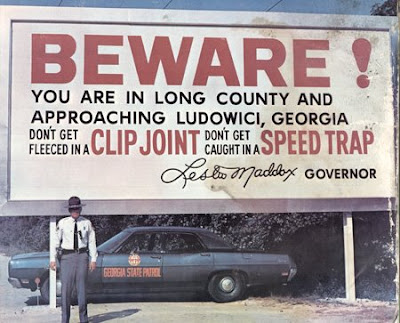 BEWARE!
YOU ARE IN LONG COUNTY AND
APPROACHING LUDOWICI, GEORGIA
DON'T GET FLEECED IN A CLIP JOINT DON'T GET CAUGHT IN A SPEED TRAP
Lester Maddox GOVERNOR
GEORGIA STATE PATROL